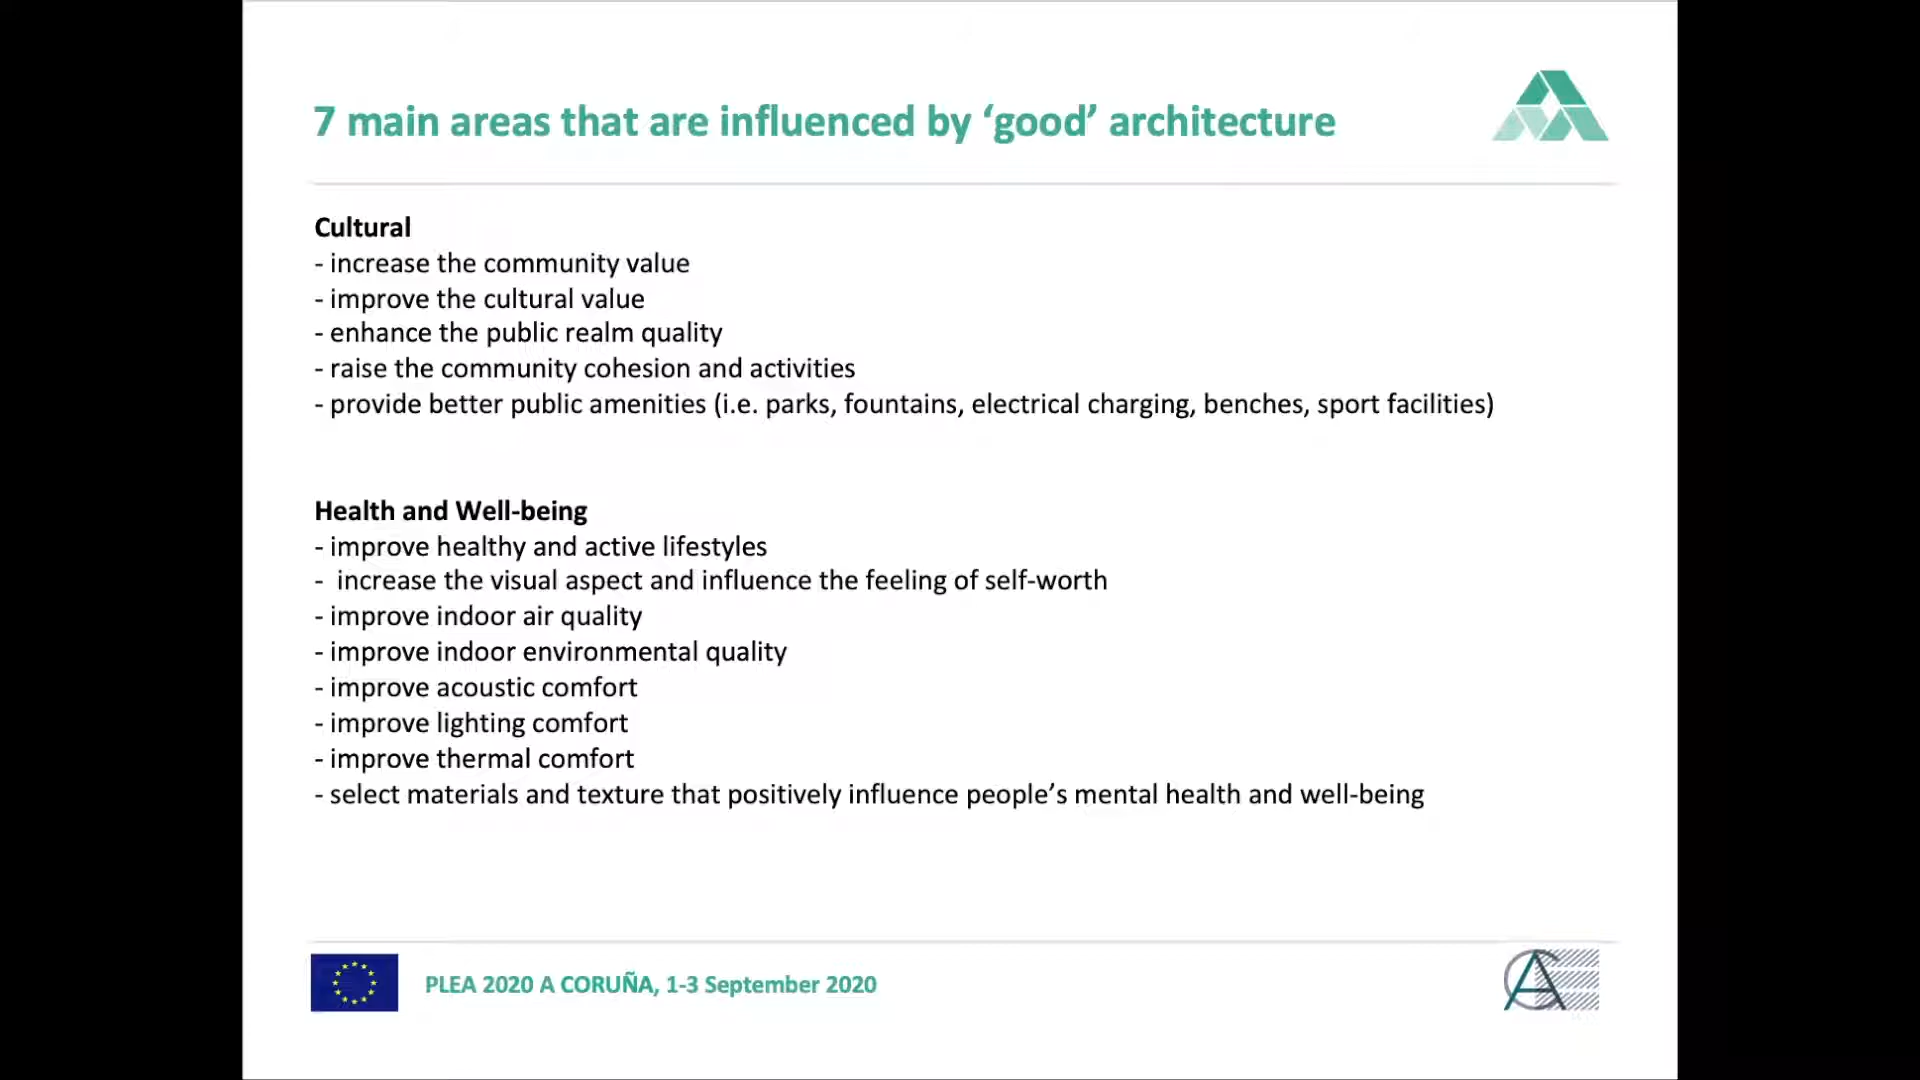 7 main areas that are influenced by ‘good’ architecture
Cultural
- increase the community value
- improve the cultural value
- enhance the public realm quality
- raise the community cohesion and activities
- provide better public amenities (i.e. parks, fountains, electrical charging, benches, sport facilities)
Health and Well-being
- improve healthy and active lifestyles
-  increase the visual aspect and influence the feeling of self-worth
- improve indoor air quality
- improve indoor environmental quality
- improve acoustic comfort
- improve lighting comfort
- improve thermal comfort
- select materials and texture that positively influence people’s mental health and well-being
PLEA 2020 A CORUÑA, 1-3 September 2020
ACE